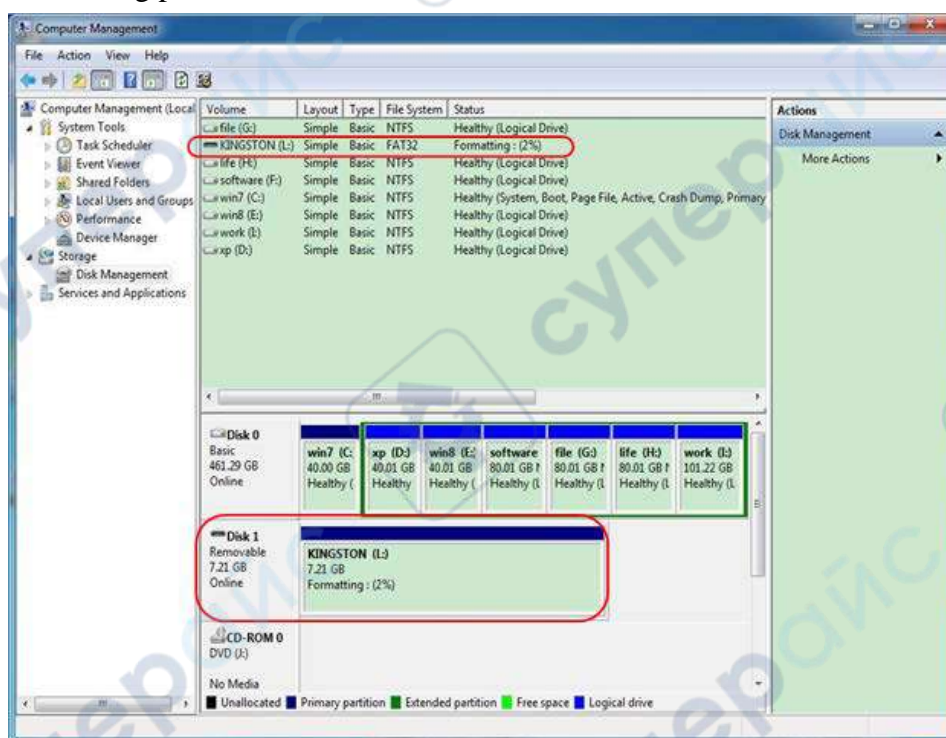 Computer Management
File Action View Help
Computer Management (Local
System Tools
Task Scheduler
Event Viewer
Shared Folders
Local Users and Groups
Performance
Device Manager
Storage
Disk Management
Services and Applications
Volume Layout Type File System Status
file (G:) Simple Basic NTFS Healthy (Logical Drive)
KINGSTON (L:) Simple Basic FAT32 Formatting : (2%)
life (H:) Simple Basic NTFS Healthy (Logical Drive)
software (F:) Simple Basic NTFS Healthy (Logical Drive)
win7 (C:) Simple Basic NTFS Healthy (System, Boot, Page File, Active, Crash Dump, Primary
win8 (E:) Simple Basic NTFS Healthy (Logical Drive)
work (I:) Simple Basic NTFS Healthy (Logical Drive)
xp (D:) Simple Basic NTFS Healthy (Logical Drive)
Actions
Disk Management
More Actions
Disk 0
Basic
461.29 GB
Online
win7 (C:
40.00 GB
Healthy (
xp (D:)
40.01 GB
Healthy
win8 (E:
40.01 GB
Healthy (
software
80.01 GB
Healthy (L
file (G:)
80.01 GB
Healthy (L
life (H:)
80.01 GB
Healthy (L
work (I:)
101.22 GB
Healthy (L
Disk 1
Removable
7.21 GB
Online
KINGSTON (L:)
7.21 GB
Formatting : (2%)
CD-ROM 0
DVD (J:)
No Media
Unallocated Primary partition Extended partition Free space Logical drive
суперайс